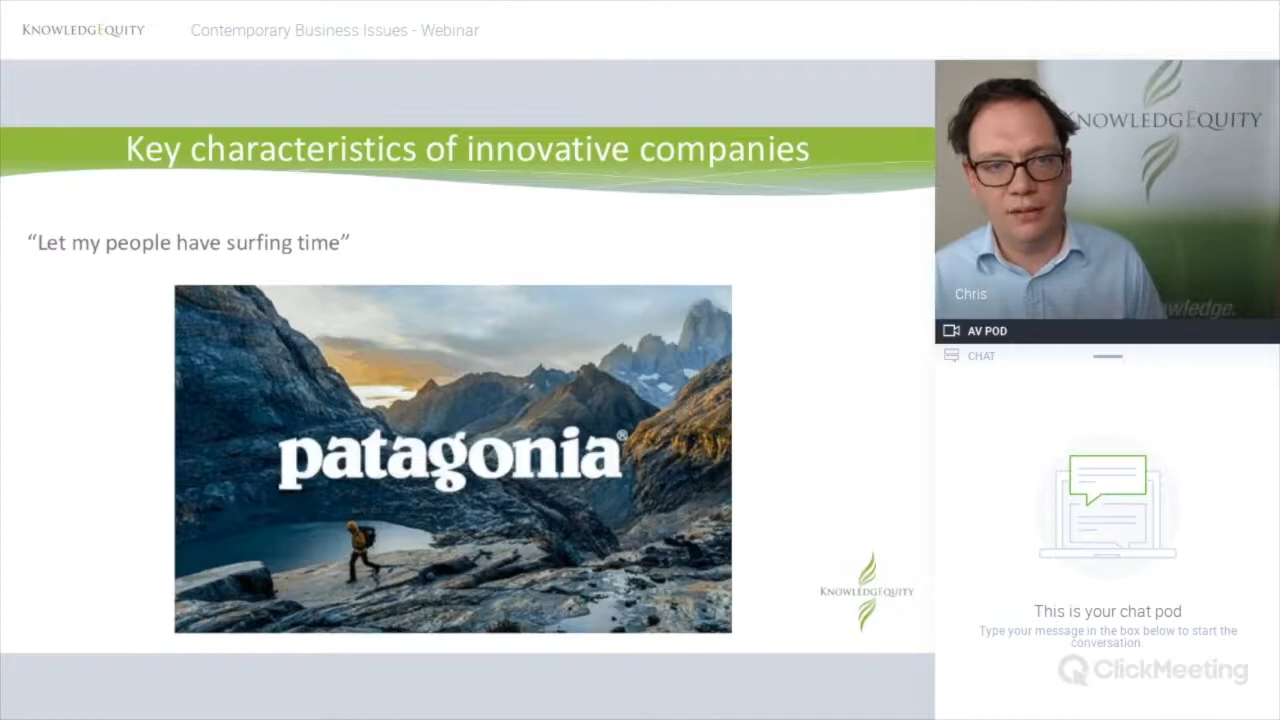 KNOWLEDGEQUITY
Contemporary Business Issues - Webinar
Key characteristics of innovative companies
“Let my people have surfing time”
patagonia®
KNOWLEDGEQUITY
KNOWLEDGEQUITY
wledge.
Chris
AV POD
CHAT
This is your chat pod
Type your message in the box below to start the
conversation.
ClickMeeting